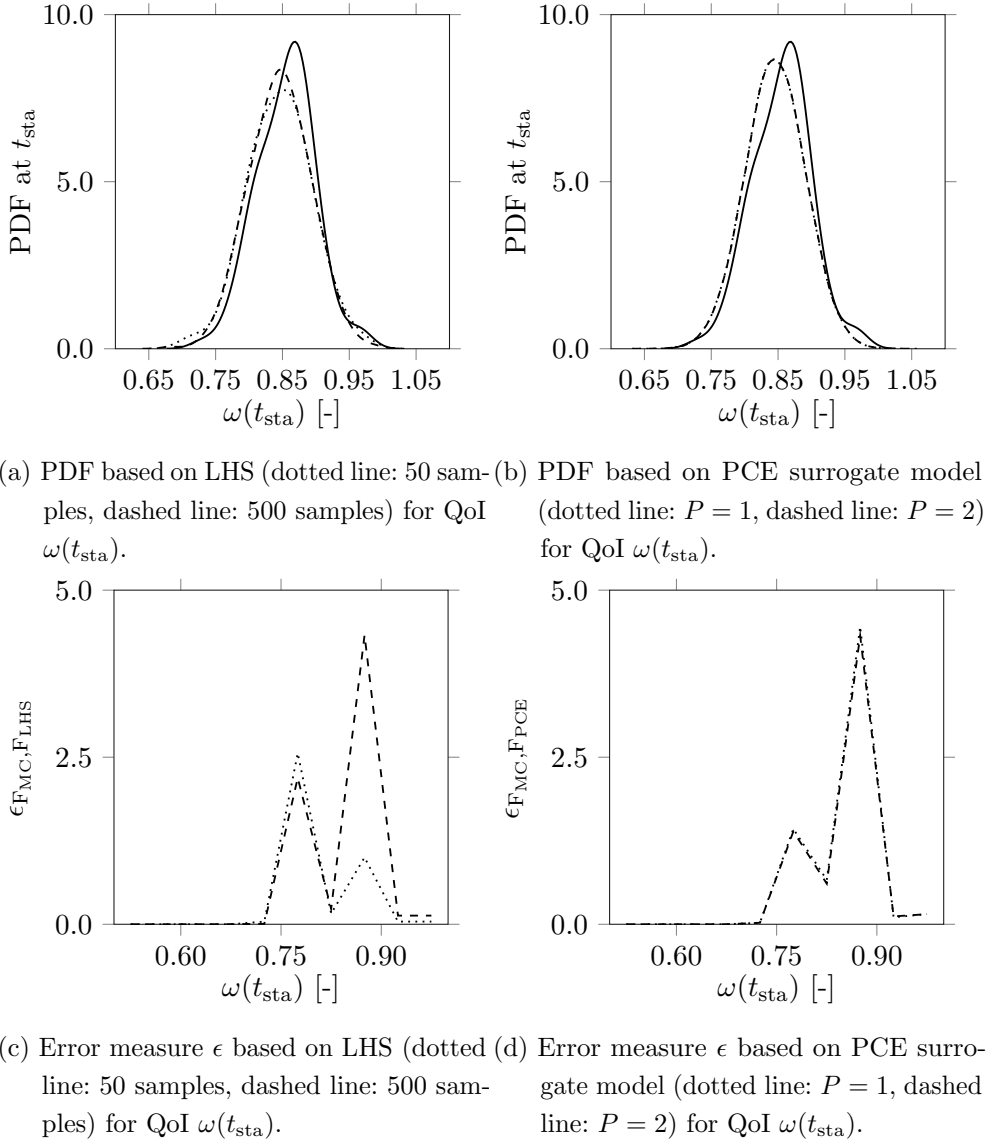 10.0
5.0
0.0
PDF at t_sta
0.65 0.75 0.85 0.95 1.05
ω(t_sta) [-]
10.0
5.0
0.0
PDF at t_sta
0.65 0.75 0.85 0.95 1.05
ω(t_sta) [-]
(a) PDF based on LHS (dotted line: 50 sam-
ples, dashed line: 500 samples) for QoI
ω(t_sta).
(b) PDF based on PCE surrogate model
(dotted line: P = 1, dashed line: P = 2)
for QoI ω(t_sta).
5.0
2.5
0.0
ϵ_F_MC,F_LHS
0.60 0.75 0.90
ω(t_sta) [-]
5.0
2.5
0.0
ϵ_F_MC,F_PCE
0.60 0.75 0.90
ω(t_sta) [-]
(c) Error measure ϵ based on LHS (dotted
line: 50 samples, dashed line: 500 sam-
ples) for QoI ω(t_sta).
(d) Error measure ϵ based on PCE surro-
gate model (dotted line: P = 1, dashed
line: P = 2) for QoI ω(t_sta).